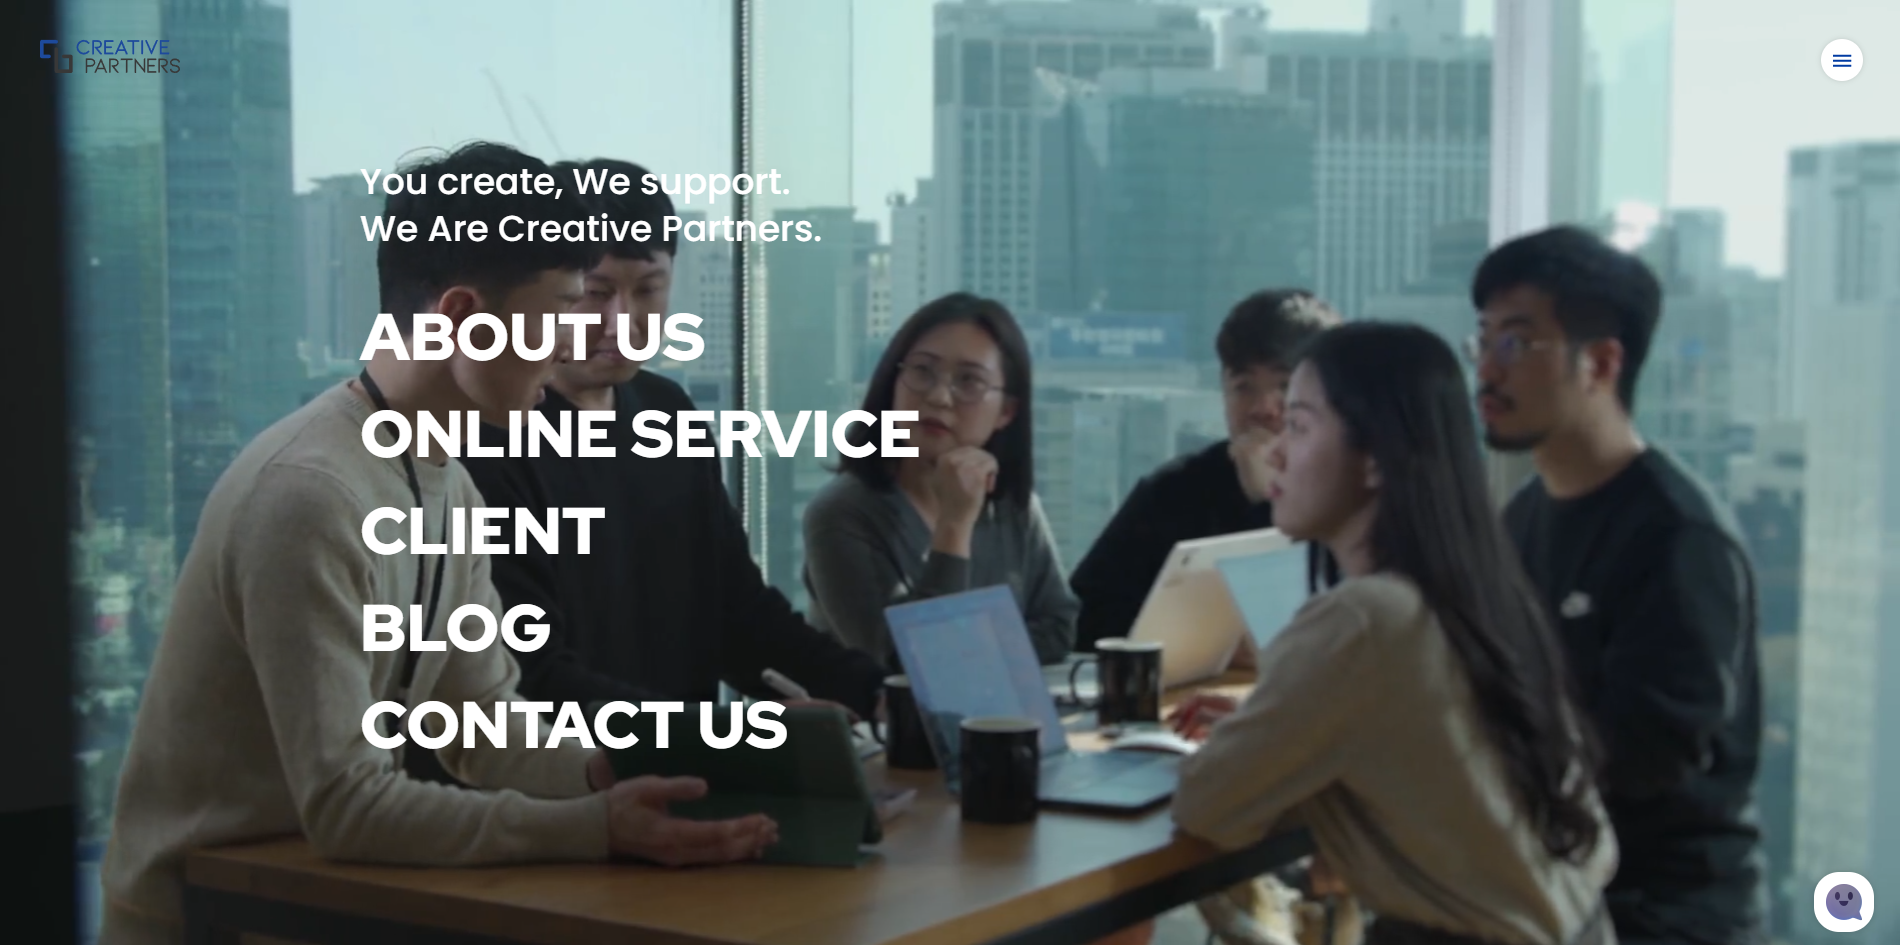 CREATIVE
PARTNERS
You create, We support.
We Are Creative Partners.
ABOUT US
ONLINE SERVICE
CLIENT
BLOG
CONTACT US